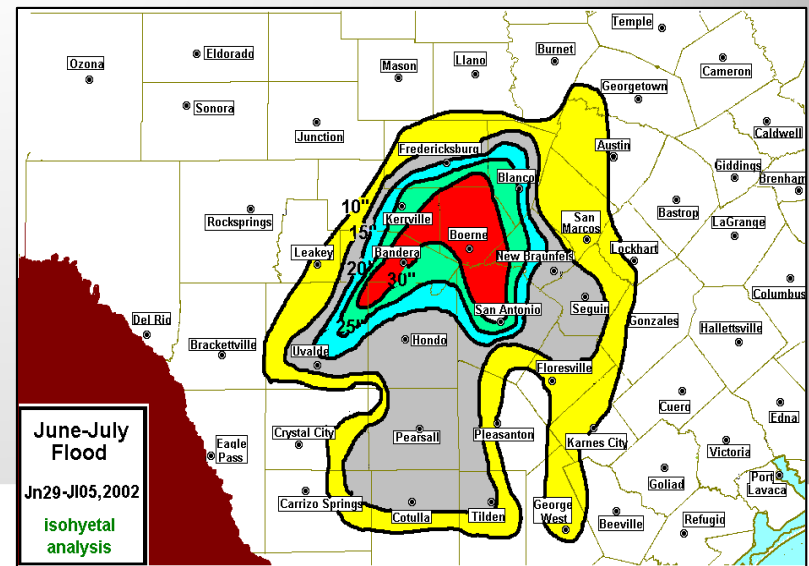 Temple
Eldorado
Burnet
Ozona
Mason
Llano
Cameron
Georgetown
Sonora
Junction
Caldwell
Fredericksburg
Austin
Giddings
Blanco
Brenham
10"
Kerrville
Bastrop
Rocksprings
San
Marcos
LaGrange
15"
Boerne
Leakey
Bandera
Lockhart
New Braunfels
20"
30"
Columbus
Seguin
San Antonio
Del Rio
25"
Gonzales
Hallettsville
Hondo
Brackettville
Uvalde
Floresville
Cuero
Edna
June-July
Flood
Crystal City
Pearsall
Pleasanton
Karnes City
Eagle
Pass
Victoria
Goliad
Port
Lavaca
Jn29-Jl05,2002
Carrizo Springs
Cotulla
Tilden
George
West
Beeville
Refugio
isohyetal
analysis